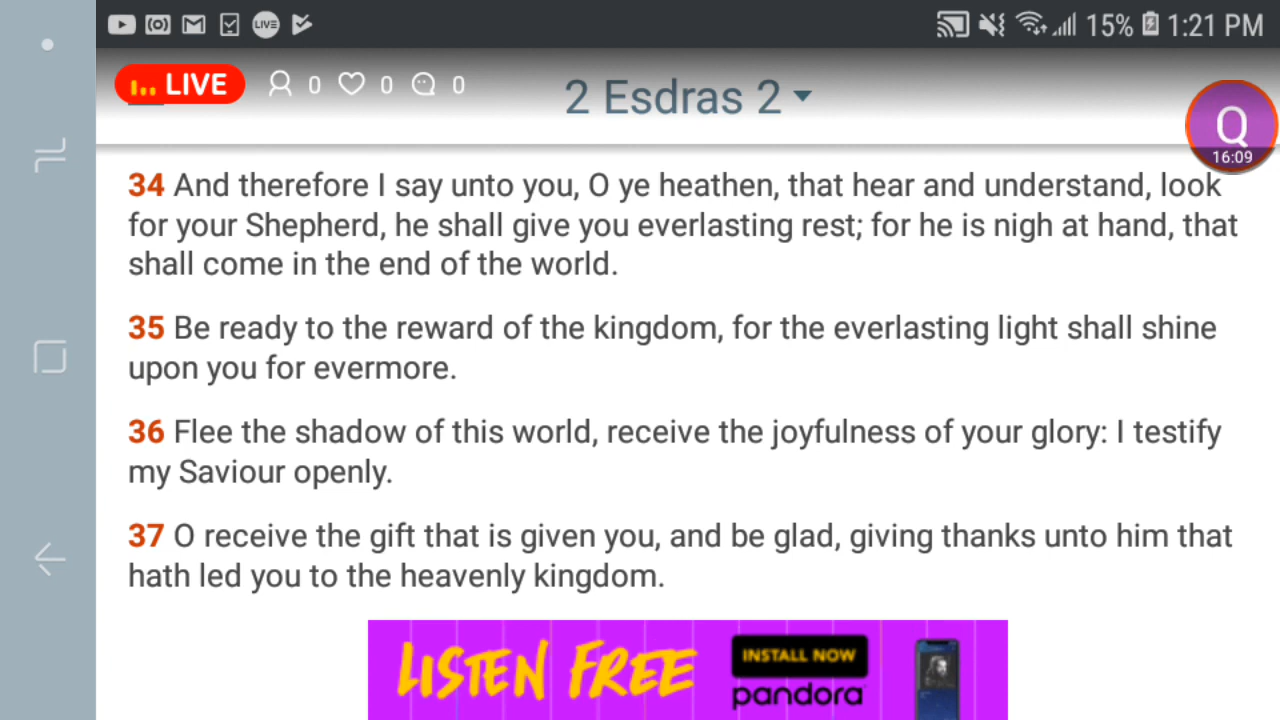 LIVE 15% 1:21 PM
LIVE 0 0 0
2 Esdras 2
Q
16:09
34 And therefore I say unto you, O ye heathen, that hear and understand, look
for your Shepherd, he shall give you everlasting rest; for he is nigh at hand, that
shall come in the end of the world.
35 Be ready to the reward of the kingdom, for the everlasting light shall shine
upon you for evermore.
36 Flee the shadow of this world, receive the joyfulness of your glory: I testify
my Saviour openly.
37 O receive the gift that is given you, and be glad, giving thanks unto him that
hath led you to the heavenly kingdom.
LISTEN FREE
INSTALL NOW
pandora